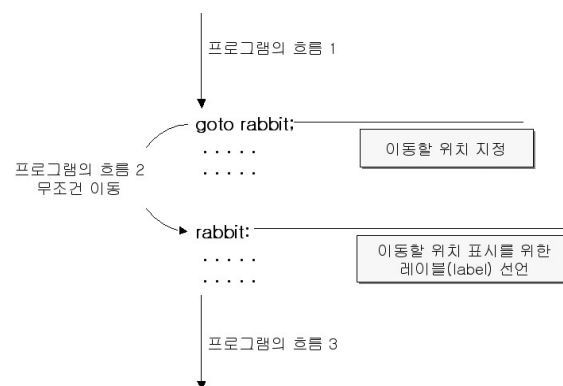 프로그램의 흐름 1
goto rabbit;
. . . . .
. . . . .
이동할 위치 지정
프로그램의 흐름 2
무조건 이동
rabbit:
. . . . .
. . . . .
이동할 위치 표시를 위한
레이블(label) 선언
프로그램의 흐름 3